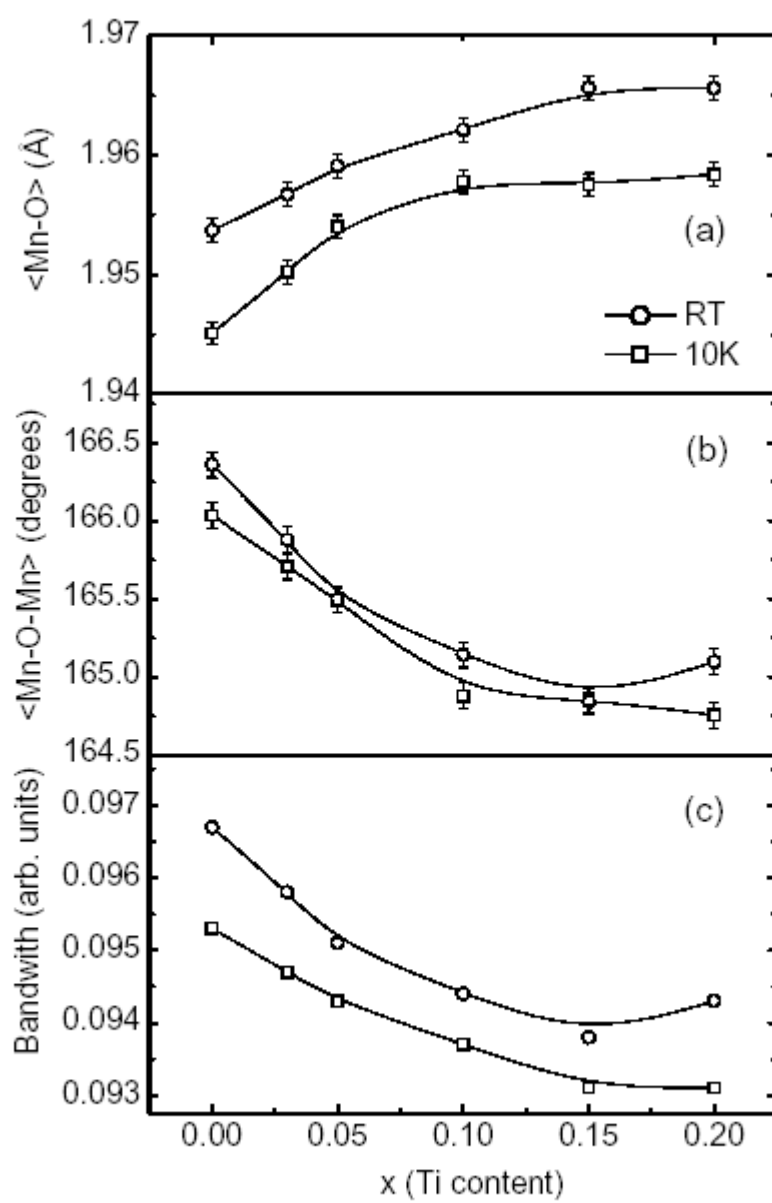 1.97
1.96
1.95
1.94
<Mn-O> (Å)
(a)
RT
10K
166.5
166.0
165.5
165.0
164.5
<Mn-O-Mn> (degrees)
(b)
0.097
0.096
0.095
0.094
0.093
Bandwith (arb. units)
(c)
0.00 0.05 0.10 0.15 0.20
x (Ti content)